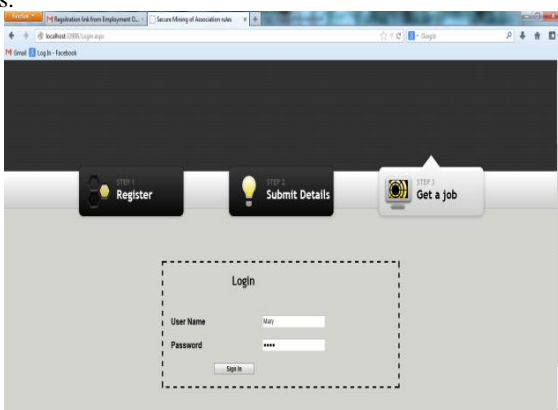 s.
Firefox
Registration link from Employment D...
Secure Mining of Association rules
localhost
Google
Gmail
Log In - Facebook
STEP 1
Register
STEP 2
Submit Details
STEP 3
Get a job
Login
User Name
Mary
Password
••••
Sign In